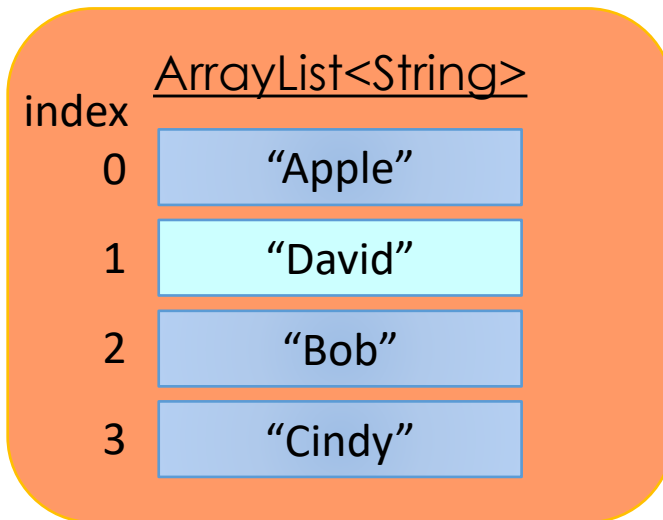 ArrayList<String>
index
0 “Apple”
1 “David”
2 “Bob”
3 “Cindy”